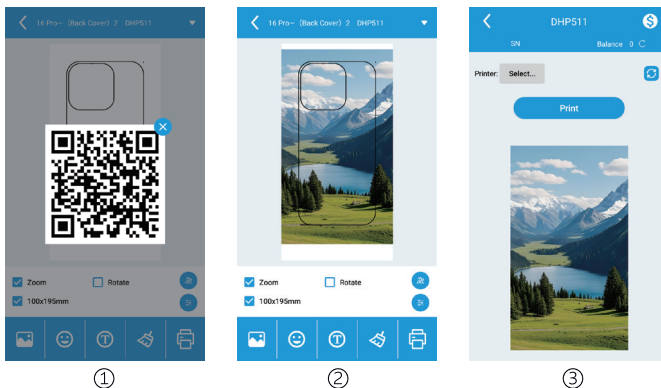 16 Pro~ (Back Cover) 2 DHP511
Zoom
Rotate
100x195mm
T
①
16 Pro~ (Back Cover) 2 DHP511
Zoom
Rotate
100x195mm
T
②
DHP511
$
SN
Balance 0
Printer: Select...
Print
③